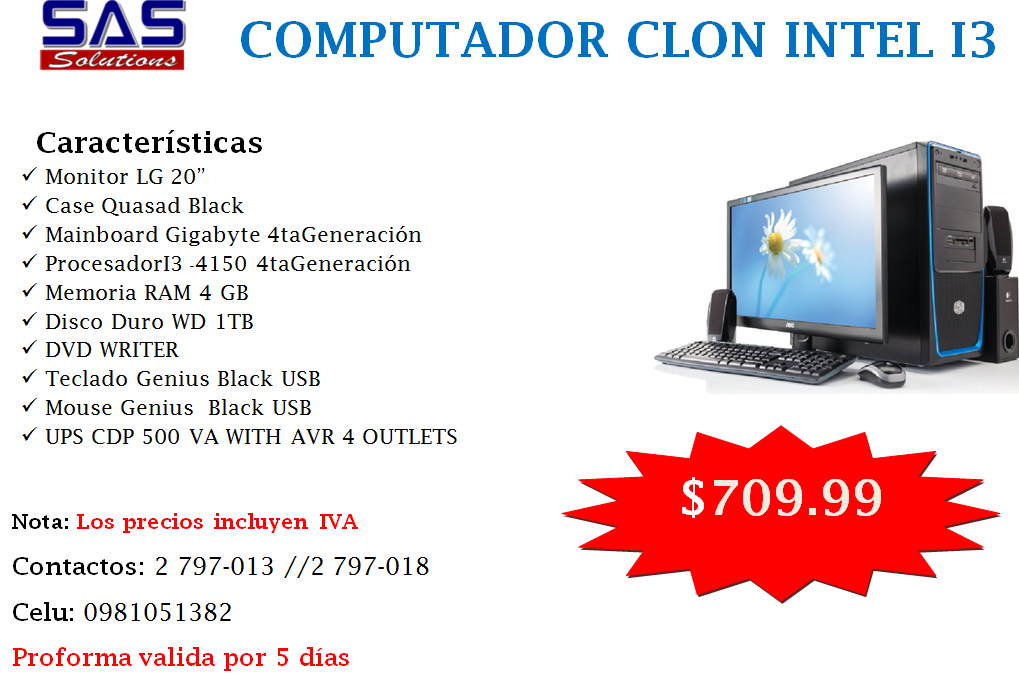 SAS
Solutions
COMPUTADOR CLON INTEL I3
Características
✓ Monitor LG 20”
✓ Case Quasad Black
✓ Mainboard Gigabyte 4taGeneración
✓ ProcesadorI3 -4150 4taGeneración
✓ Memoria RAM 4 GB
✓ Disco Duro WD 1TB
✓ DVD WRITER
✓ Teclado Genius Black USB
✓ Mouse Genius  Black USB
✓ UPS CDP 500 VA WITH AVR 4 OUTLETS
AOC
$709.99
Nota: Los precios incluyen IVA
Contactos: 2 797-013 //2 797-018
Celu: 0981051382
Proforma valida por 5 días